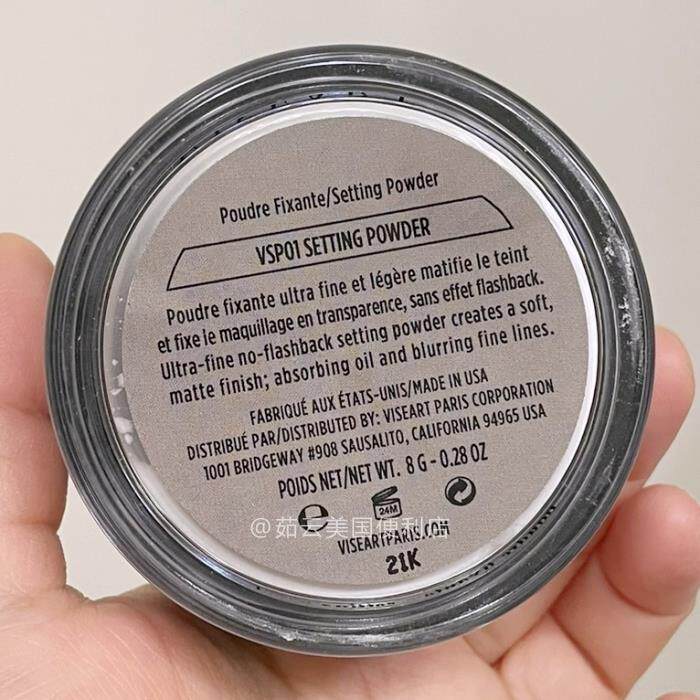 Poudre Fixante/Setting Powder
VSP01 SETTING POWDER
Poudre fixante ultra fine et légère matifie le teint
et fixe le maquillage en transparence, sans effet flashback.
Ultra-fine no-flashback setting powder creates a soft,
matte finish; absorbing oil and blurring fine lines.
FABRIQUÉ AUX ÉTATS-UNIS/MADE IN USA
DISTRIBUÉ PAR/DISTRIBUTED BY: VISEART PARIS CORPORATION
1001 BRIDGEWAY #908 SAUSALITO, CALIFORNIA 94965 USA
POIDS NET/NET WT. 8 G - 0.28 OZ
24M
@茹云美国便利店
VISEARTPARIS.COM
21K